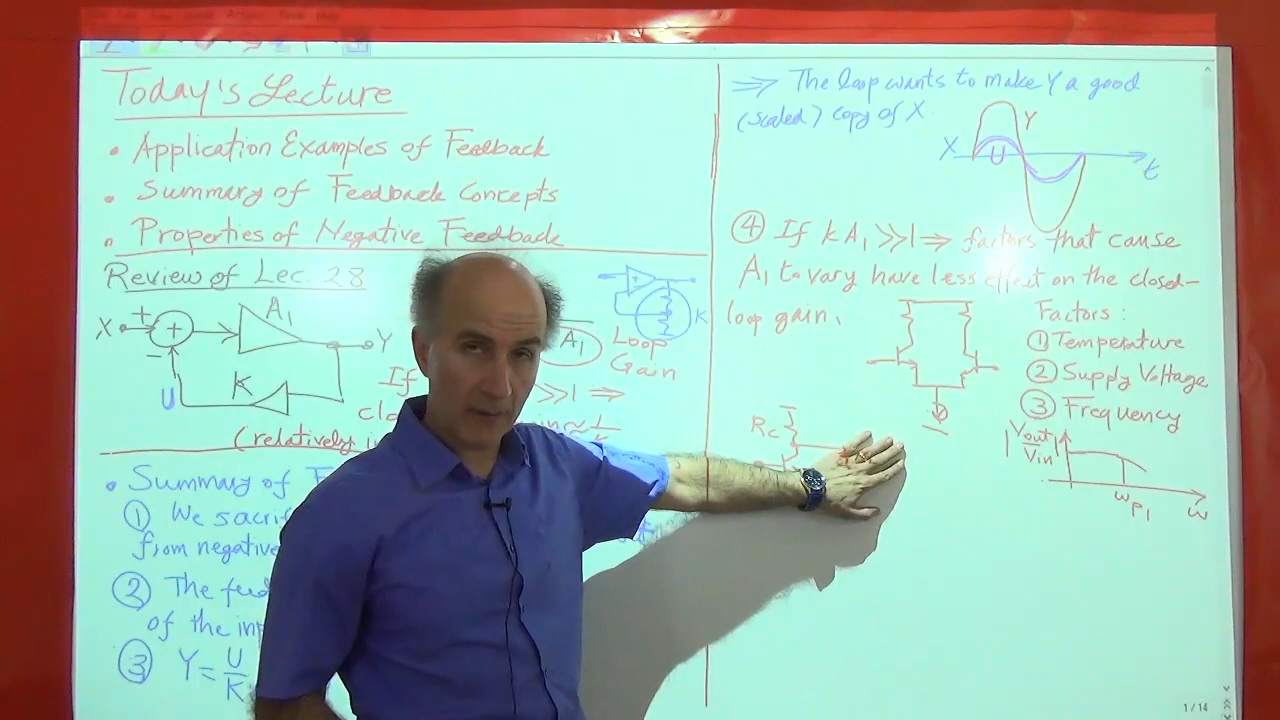 Today's Lecture
• Application Examples of Feedback
• Summary of Feedback Concepts
• Properties of Negative Feedback
Review of Lec. 28
X + + A1 Y
−
K
U
If
A1 Loop
Gain
>>1 ⇒
K
(relatively
• Summary of
① We sacri
from negative
② The feed
of the inp
③ Y = U/K
⇒ The loop wants to make Y a good
(scaled) copy of X.
Y
X U t
④ If KA1 >>1 ⇒ factors that cause
A1 to vary have less effect on the closed-
loop gain.
Factors:
① Temperature
② Supply Voltage
③ Frequency
RC
|Vout/Vin|
ωp1 ω
1 / 14